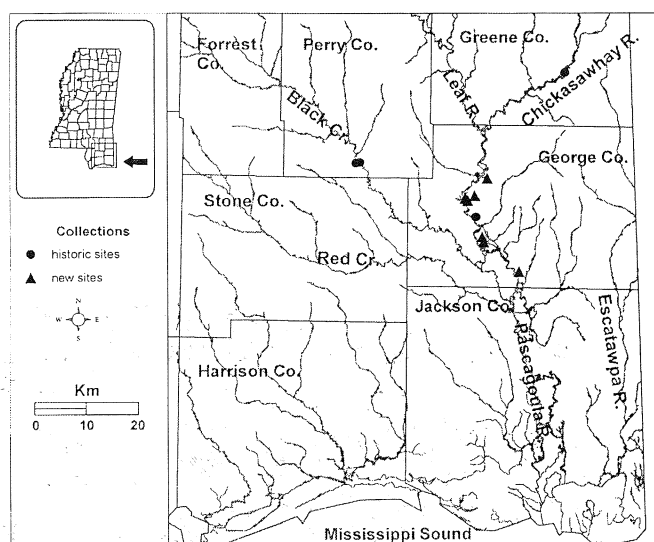 Forrest Co.
Perry Co.
Greene Co.
Chickasawhay R.
Leaf R.
Black Cr.
George Co.
Stone Co.
Red Cr.
Jackson Co.
Pascagoula R.
Escatawpa R.
Harrison Co.
Mississippi Sound
Collections
historic sites
new sites
N
W E
S
Km
0 10 20